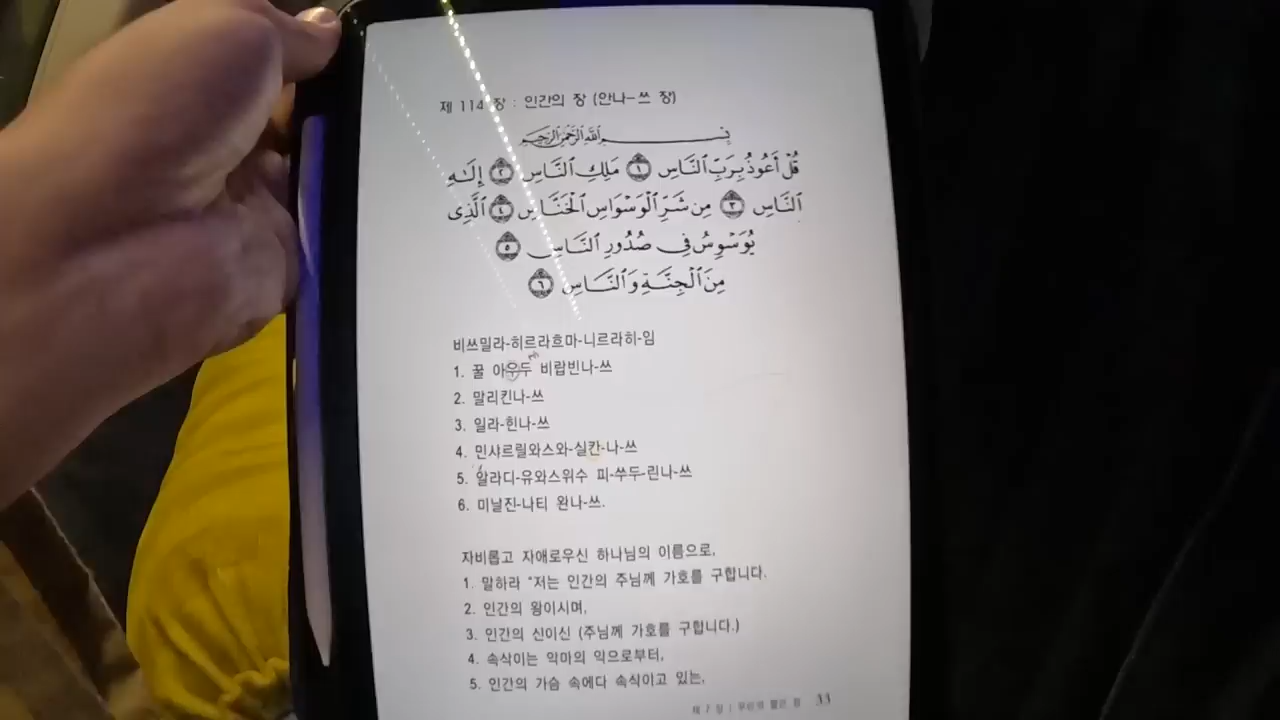 제 114 장 : 인간의 장 (안나-쓰 장)
بِسْمِ ٱللَّهِ ٱلرَّحْمَٰنِ ٱلرَّحِيمِ
قُلْ أَعُوذُ بِرَبِّ ٱلنَّاسِ ١ مَلِكِ ٱلنَّاسِ ٢ إِلَٰهِ
ٱلنَّاسِ ٣ مِن شَرِّ ٱلْوَسْوَاسِ ٱلْخَنَّاسِ ٤ ٱلَّذِى
يُوَسْوِسُ فِى صُدُورِ ٱلنَّاسِ ٥
مِنَ ٱلْجِنَّةِ وَٱلنَّاسِ ٦
비쓰밀라-히르라흐마-니르라히-임
1. 꿀 아우두 비랍빈나-쓰
2. 말리킨나-쓰
3. 일라-힌나-쓰
4. 민샤르릴와스와-실칸-나-쓰
5. 알라디-유와스위수 피-쑤두-린나-쓰
6. 미날진-나티 완나-쓰.
자비롭고 자애로우신 하나님의 이름으로,
1. 말하라 "저는 인간의 주님께 가호를 구합니다.
2. 인간의 왕이시며,
3. 인간의 신이신 (주님께 가호를 구합니다.)
4. 속삭이는 악마의 악으로부터,
5. 인간의 가슴 속에다 속삭이고 있는,
제 7 장 : 꾸란의 짧은 장 33